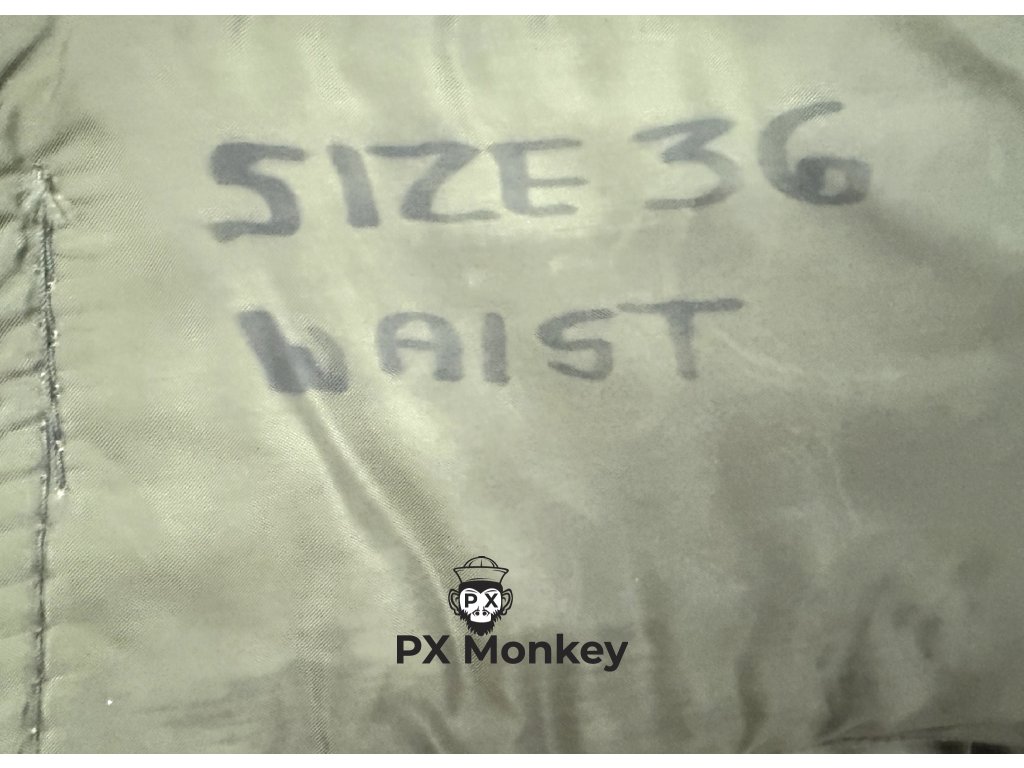 SIZE 36
WAIST
PX
PX Monkey